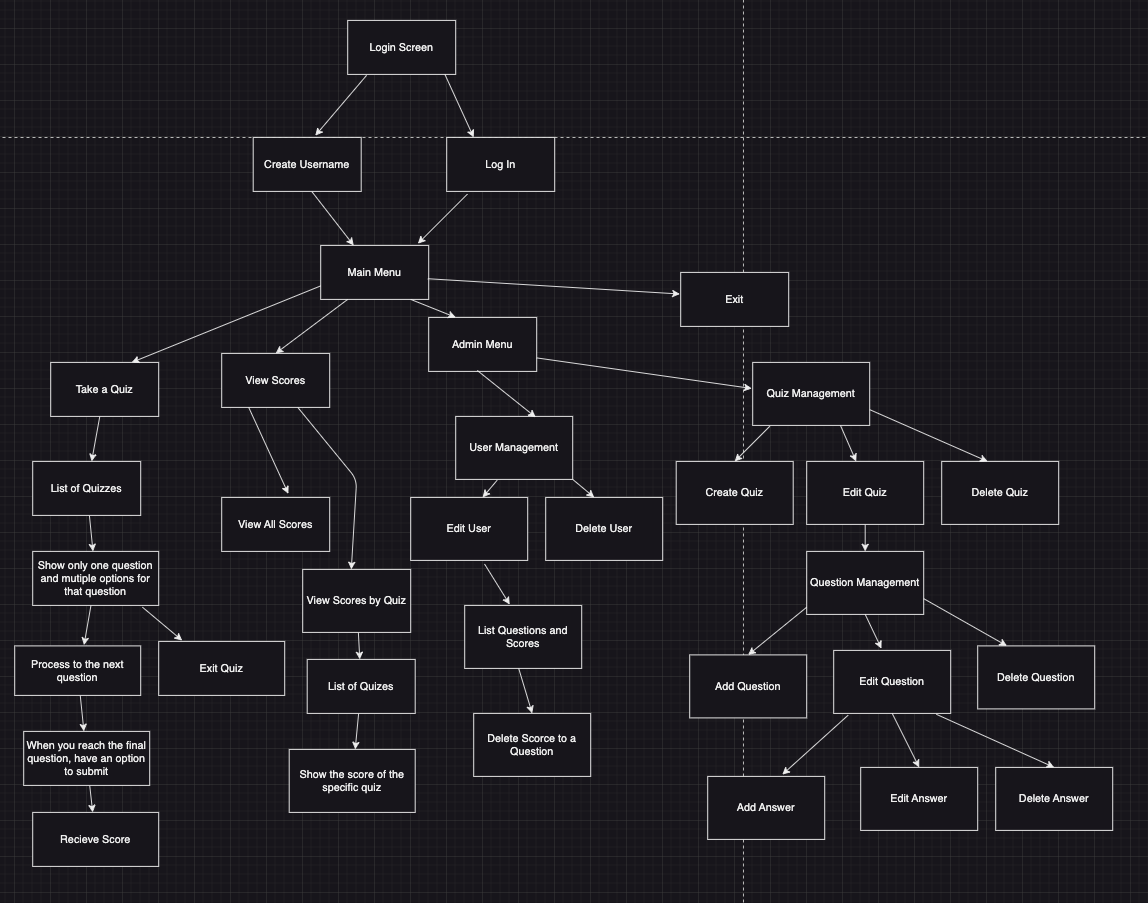 Login Screen
Create Username
Log In
Main Menu
Exit
Admin Menu
Take a Quiz
View Scores
Quiz Management
User Management
List of Quizzes
Create Quiz
Edit Quiz
Delete Quiz
View All Scores
Edit User
Delete User
Show only one question
and mutiple options for
that question
Question Management
View Scores by Quiz
List Questions and
Scores
Process to the next
question
Exit Quiz
List of Quizes
Add Question
Edit Question
Delete Question
Delete Scorce to a
Question
When you reach the final
question, have an option
to submit
Show the score of the
specific quiz
Add Answer
Edit Answer
Delete Answer
Recieve Score